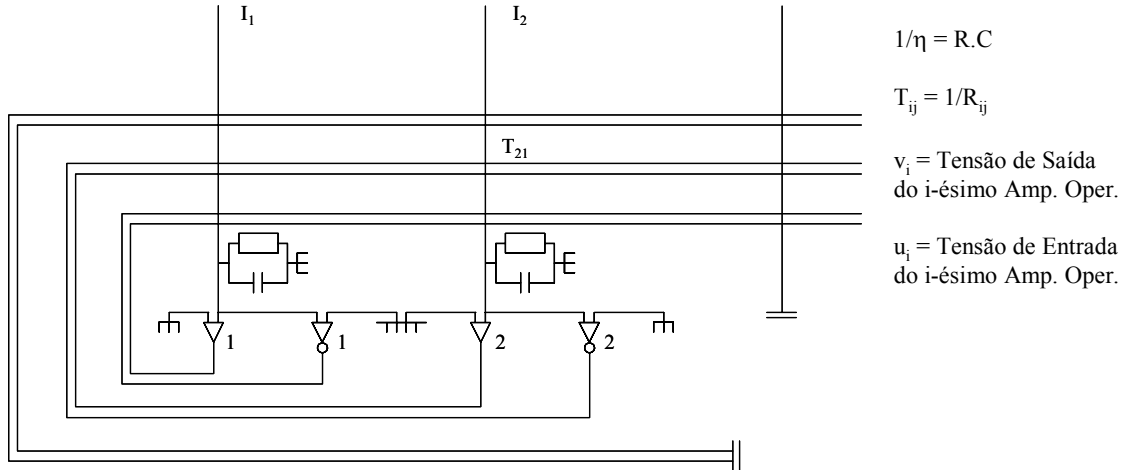 I₁
I₂
1/η = R.C
Tᵢⱼ = 1/Rᵢⱼ
T₂₁
vᵢ = Tensão de Saída
do i-ésimo Amp. Oper.
uᵢ = Tensão de Entrada
do i-ésimo Amp. Oper.
1
1
2
2